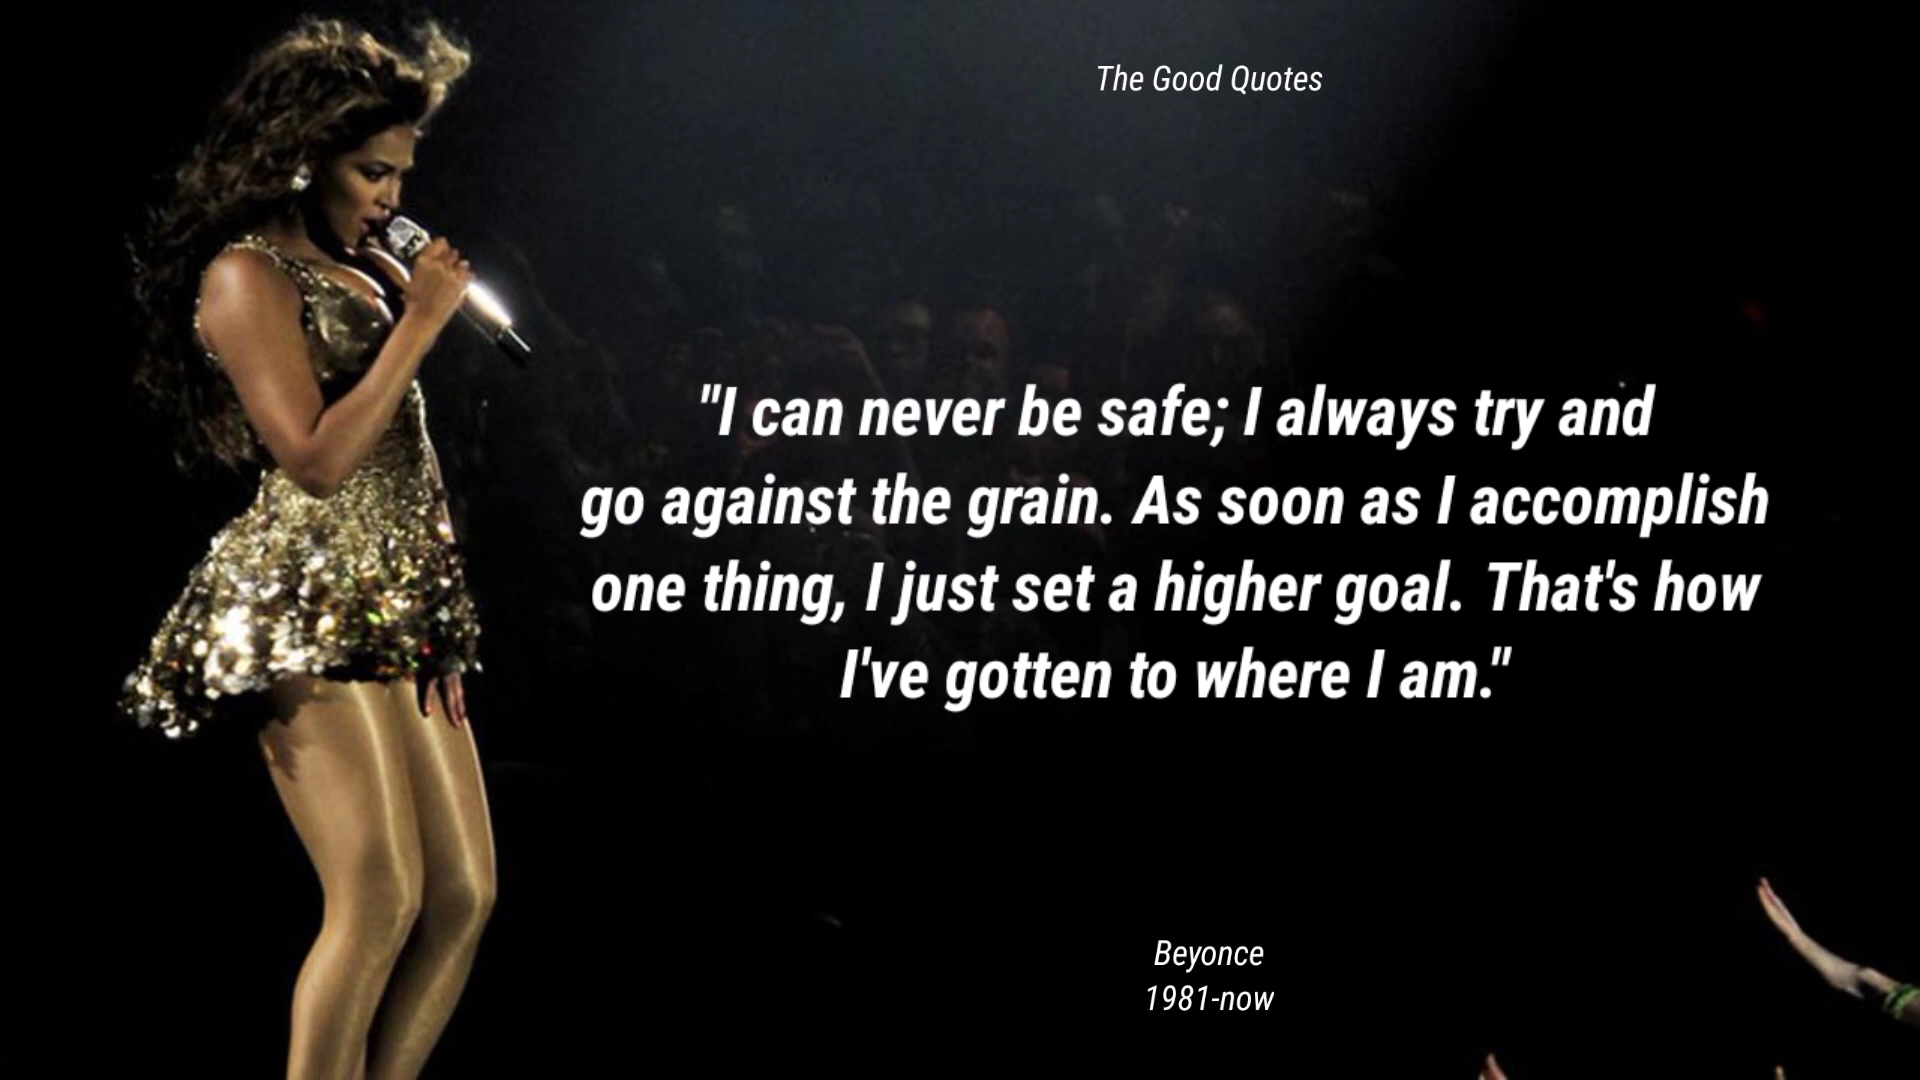 The Good Quotes
"I can never be safe; I always try and
go against the grain. As soon as I accomplish
one thing, I just set a higher goal. That's how
I've gotten to where I am."
Beyonce
1981-now